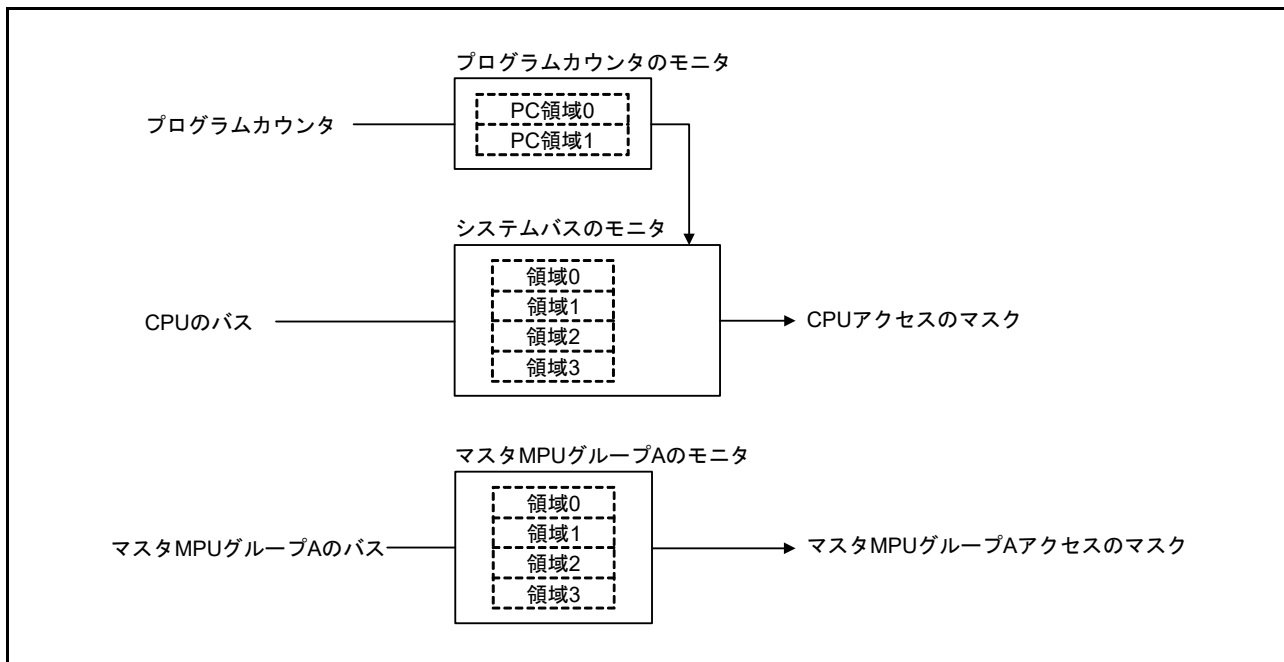 プログラムカウンタのモニタ
プログラムカウンタ
PC領域0
PC領域1
システムバスのモニタ
CPUのバス
領域0
領域1
領域2
領域3
CPUアクセスのマスク
マスタMPUグループAのモニタ
マスタMPUグループAのバス
領域0
領域1
領域2
領域3
マスタMPUグループAアクセスのマスク